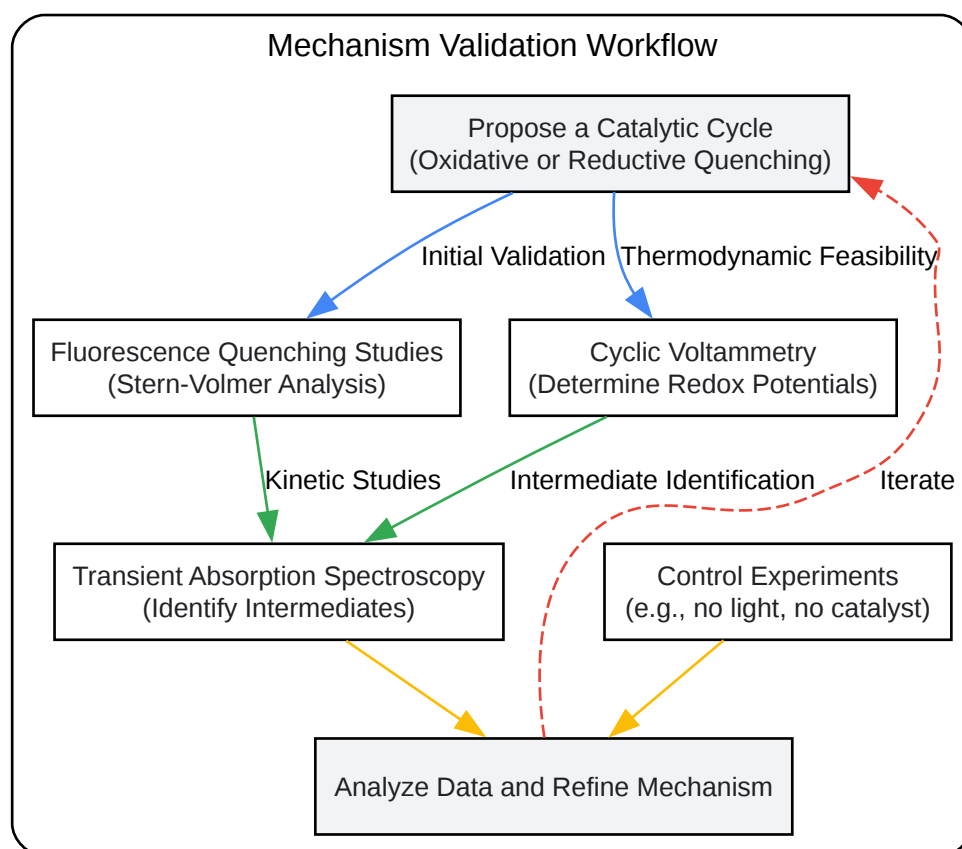 Mechanism Validation Workflow
Propose a Catalytic Cycle
(Oxidative or Reductive Quenching)
Initial Validation
Thermodynamic Feasibility
Fluorescence Quenching Studies
(Stern-Volmer Analysis)
Cyclic Voltammetry
(Determine Redox Potentials)
Kinetic Studies
Intermediate Identification
Iterate
Transient Absorption Spectroscopy
(Identify Intermediates)
Control Experiments
(e.g., no light, no catalyst)
Analyze Data and Refine Mechanism